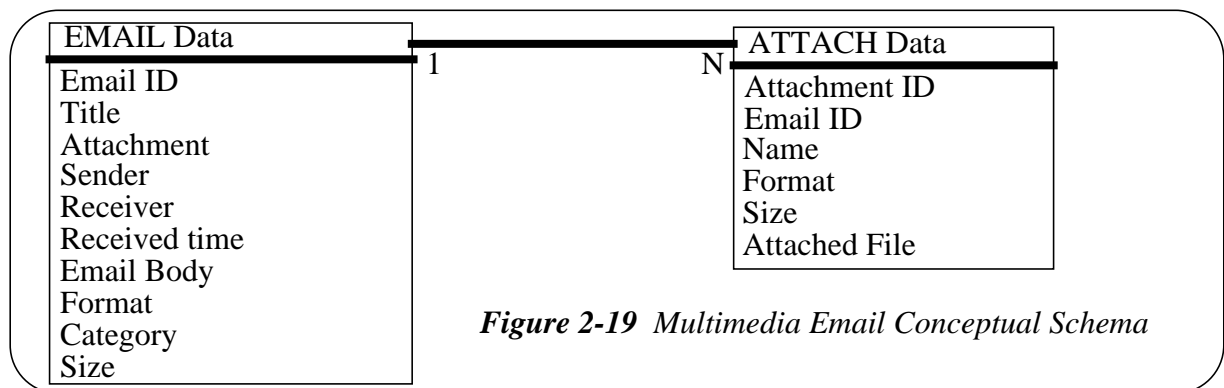 EMAIL Data
Email ID
Title
Attachment
Sender
Receiver
Received time
Email Body
Format
Category
Size
1
N
ATTACH Data
Attachment ID
Email ID
Name
Format
Size
Attached File
Figure 2-19 Multimedia Email Conceptual Schema